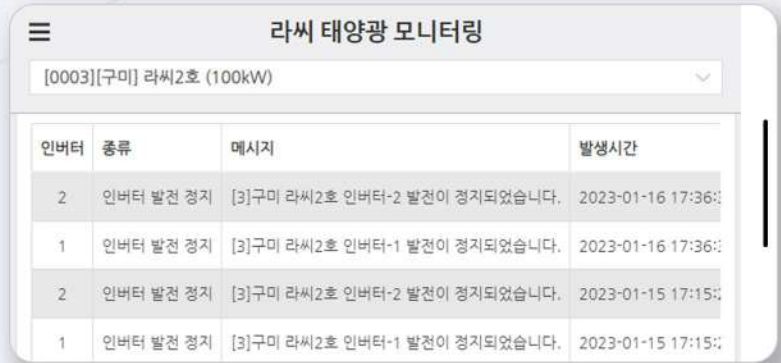 라씨 태양광 모니터링
[0003][구미] 라씨2호 (100kW)
인버터 종류 메시지 발생시간
2 인버터 발전 정지 [3]구미 라씨2호 인버터-2 발전이 정지되었습니다. 2023-01-16 17:36:
1 인버터 발전 정지 [3]구미 라씨2호 인버터-1 발전이 정지되었습니다. 2023-01-16 17:36:
2 인버터 발전 정지 [3]구미 라씨2호 인버터-2 발전이 정지되었습니다. 2023-01-15 17:15:
1 인버터 발전 정지 [3]구미 라씨2호 인버터-1 발전이 정지되었습니다. 2023-01-15 17:15: